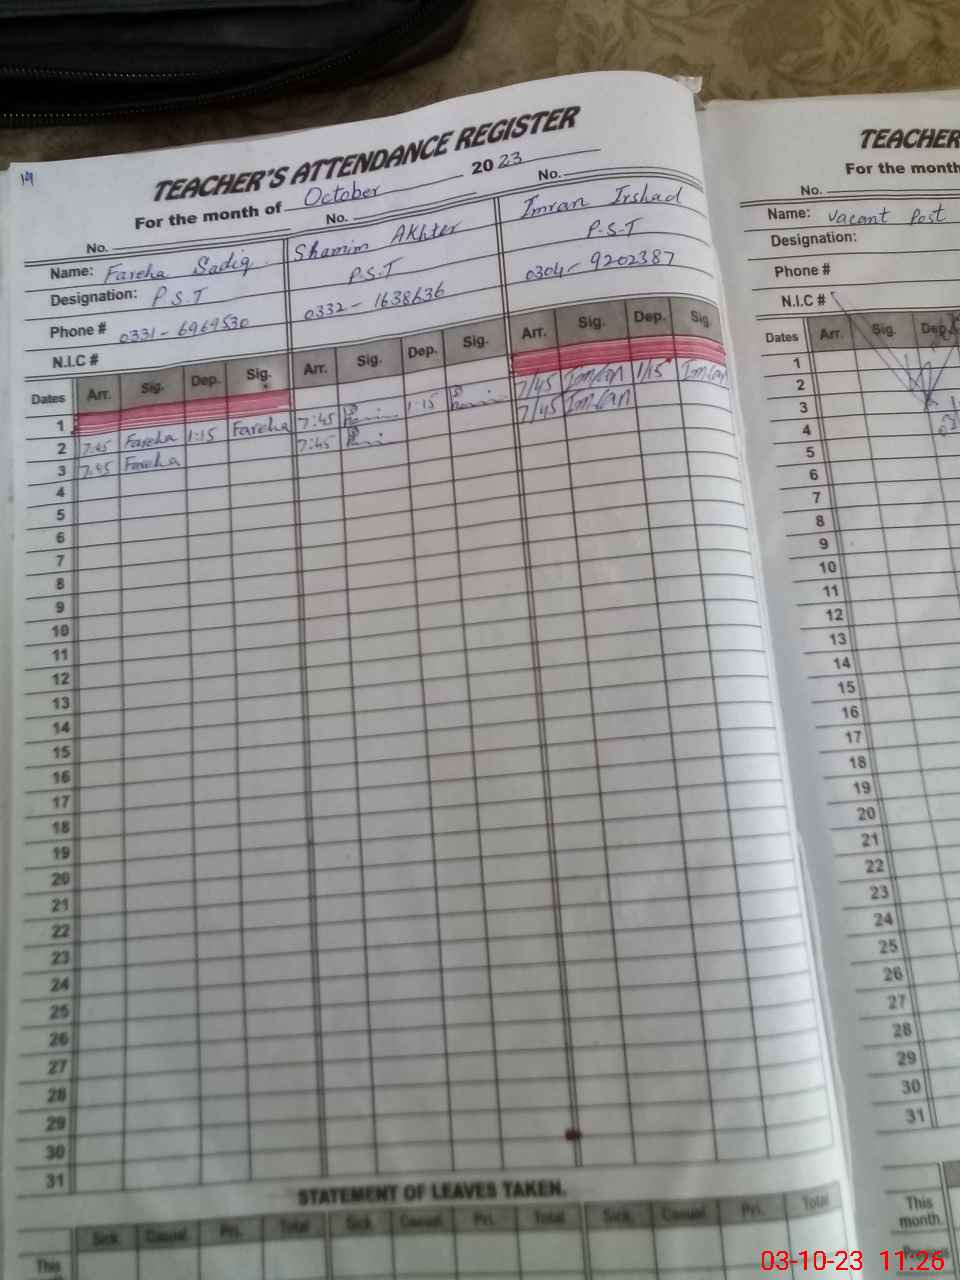 19
TEACHER'S ATTENDANCE REGISTER
For the month of October 2023
No. No. No.
Name: Fareha Sadiq Shamim Akhter Imran Irshad
Designation: P.S.T P.S.T P-S-T
Phone # 0331-6969530 0332-1638636 0304-9202387
N.I.C #
Dates Arr. Sig. Dep. Sig. Arr. Sig. Dep. Sig. Arr. Sig. Dep. Sig.
1
2 7:45 Fareha 1:15 Fareha 7:45 1:15 7/45 Imran 1/15 Imran
3 7:45 Fareha 7:45 7/45 Imran
4
5
6
7
8
9
10
11
12
13
14
15
16
17
18
19
20
21
22
23
24
25
26
27
28
29
30
31
STATEMENT OF LEAVES TAKEN.
Sick. Casual. Pri. Total Sick. Casual. Pri. Total Sick. Casual. Pri. Total
This
TEACHER
For the month
No.
Name: Vacant Post
Designation:
Phone #
N.I.C #
Dates Arr. Sig. Dep.
1
2
3
4
5
6
7
8
9
10
11
12
13
14
15
16
17
18
19
20
21
22
23
24
25
26
27
28
29
30
31
This
month.
03-10-23 11:26